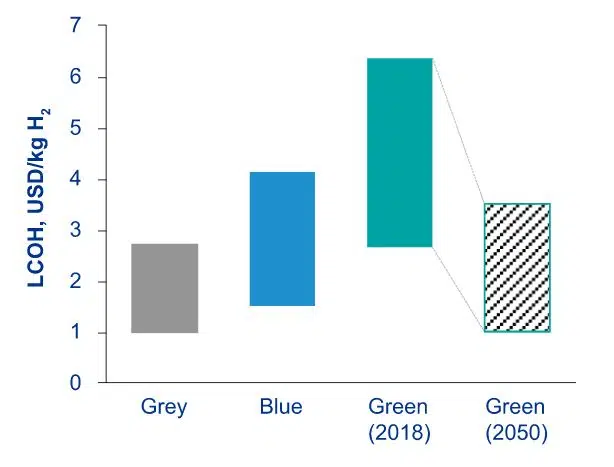 LCOH, USD/kg H₂
7
6
5
4
3
2
1
0
Grey
Blue
Green
(2018)
Green
(2050)